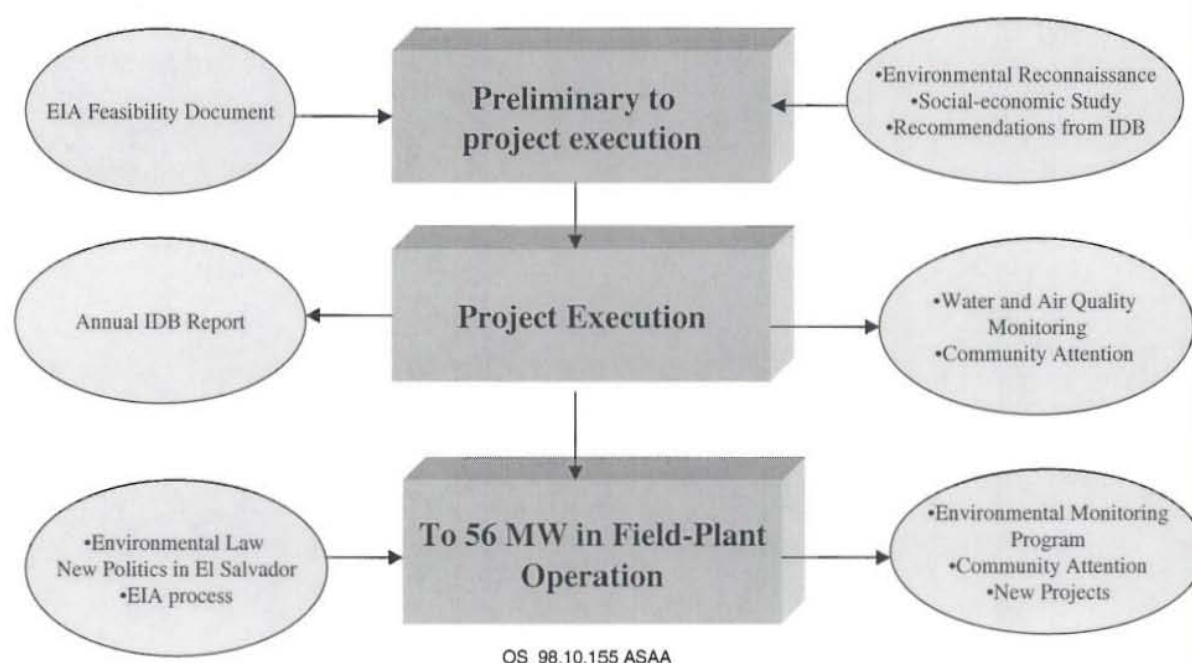 EIA Feasibility Document
Preliminary to
project execution
•Environmental Reconnaissance
•Social-economic Study
•Recommendations from IDB
Annual IDB Report
Project Execution
•Water and Air Quality
Monitoring
•Community Attention
•Environmental Law
New Politics in El Salvador
•EIA process
To 56 MW in Field-Plant
Operation
•Environmental Monitoring
Program
•Community Attention
•New Projects
OS 98.10.155 ASAA